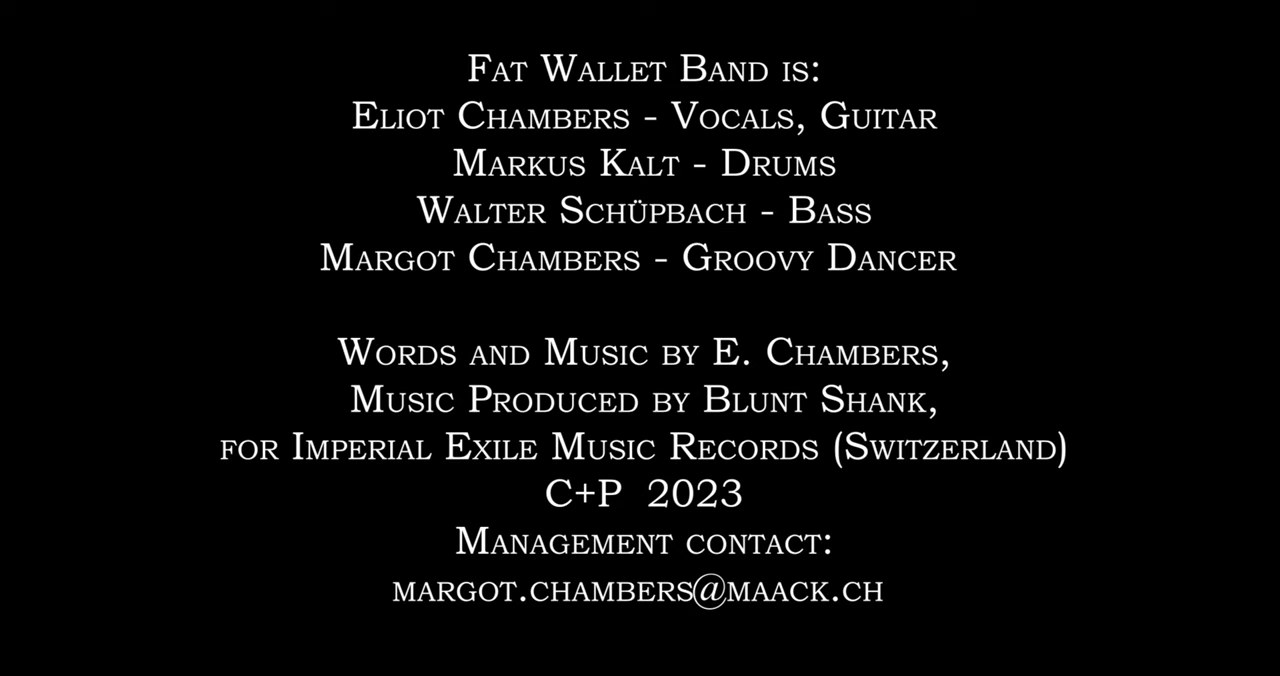 Fat Wallet Band is:
Eliot Chambers - Vocals, Guitar
Markus Kalt - Drums
Walter Schüpbach - Bass
Margot Chambers - Groovy Dancer
Words and Music by E. Chambers,
Music Produced by Blunt Shank,
for Imperial Exile Music Records (Switzerland)
C+P 2023
Management contact:
margot.chambers@maack.ch